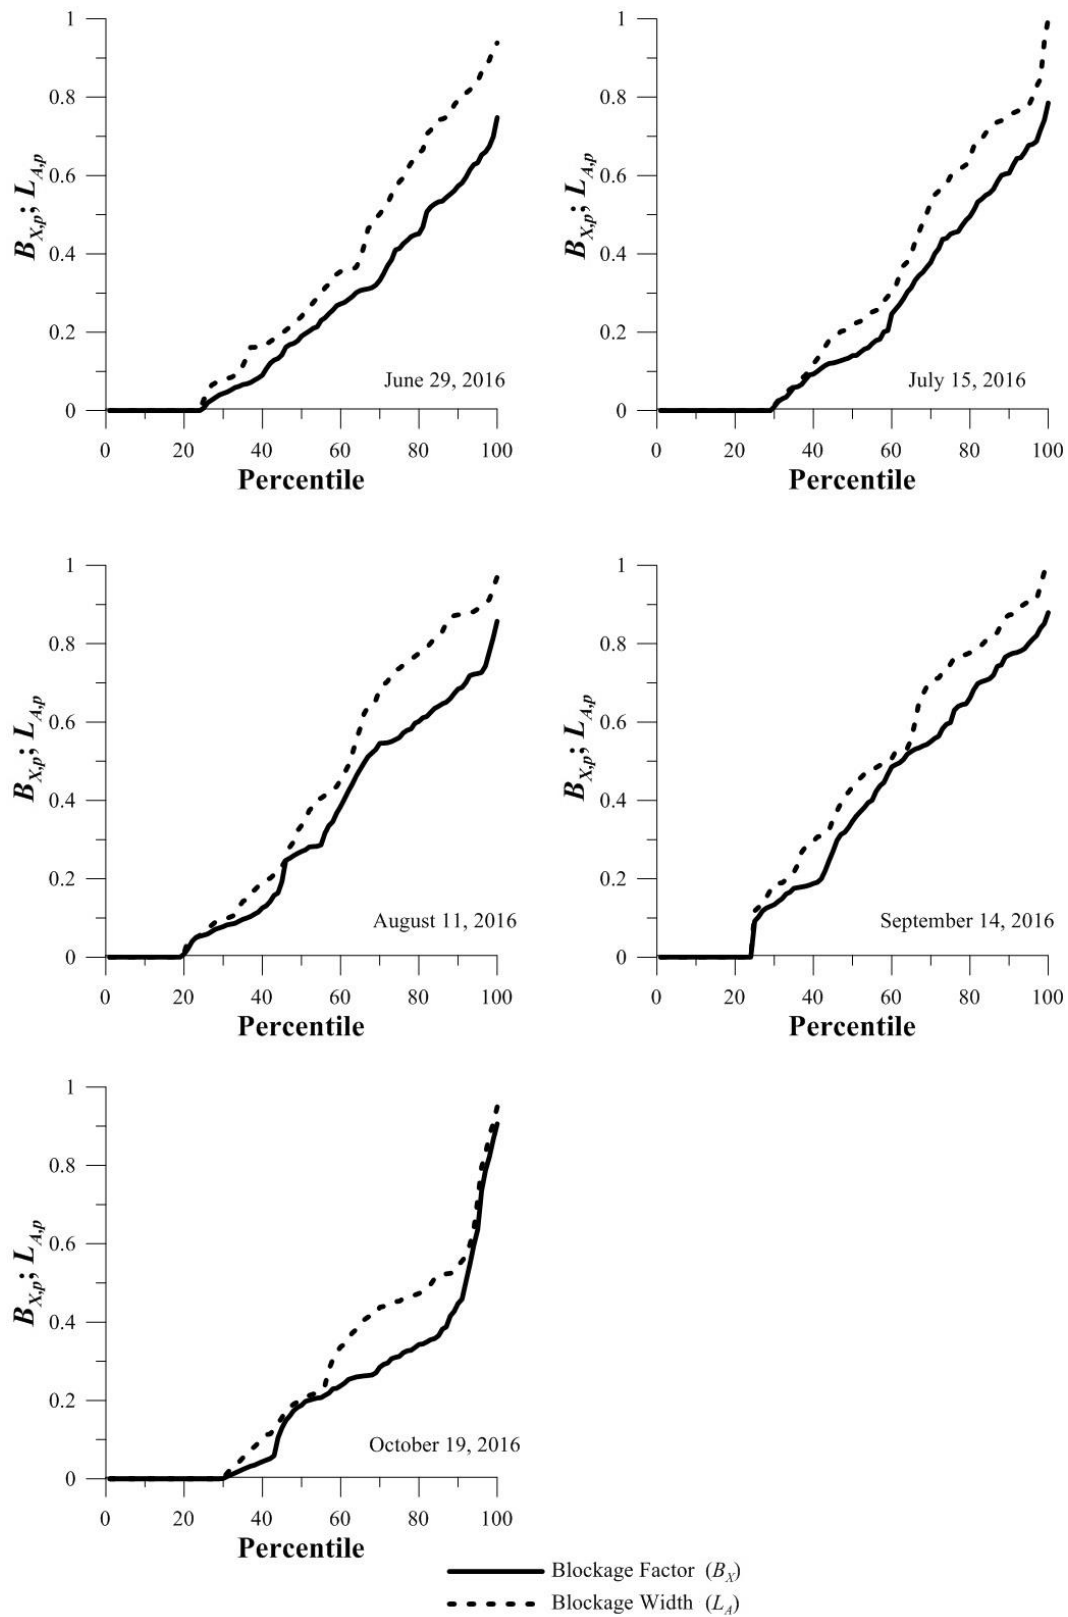 1
0.8
0.6
0.4
0.2
0
B_{X,p}; L_{A,p}
June 29, 2016
0 20 40 60 80 100
Percentile
1
0.8
0.6
0.4
0.2
0
B_{X,p}; L_{A,p}
July 15, 2016
0 20 40 60 80 100
Percentile
1
0.8
0.6
0.4
0.2
0
B_{X,p}; L_{A,p}
August 11, 2016
0 20 40 60 80 100
Percentile
1
0.8
0.6
0.4
0.2
0
B_{X,p}; L_{A,p}
September 14, 2016
0 20 40 60 80 100
Percentile
1
0.8
0.6
0.4
0.2
0
B_{X,p}; L_{A,p}
October 19, 2016
0 20 40 60 80 100
Percentile
Blockage Factor (B_X)
Blockage Width (L_A)